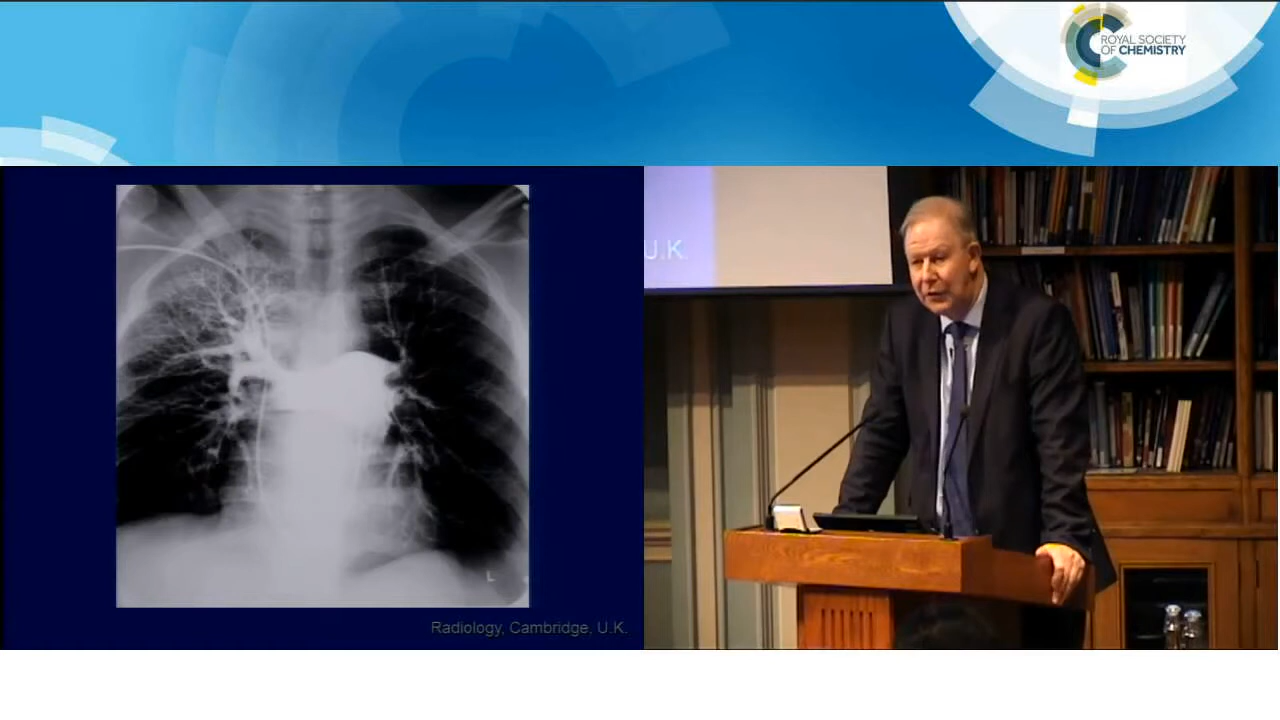 ROYAL SOCIETY
OF CHEMISTRY
U.K.
L
Radiology, Cambridge, U.K.